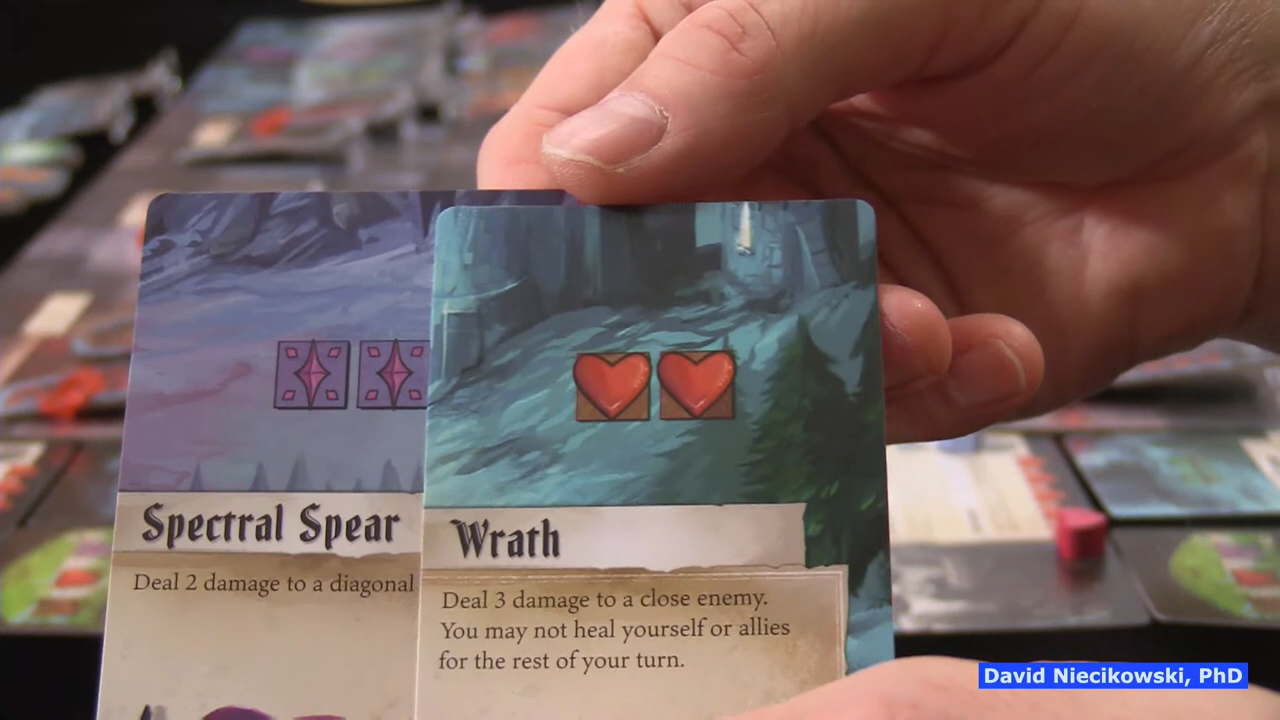 Spectral Spear
Deal 2 damage to a diagonal
Wrath
Deal 3 damage to a close enemy.
You may not heal yourself or allies
for the rest of your turn.
David Niecikowski, PhD